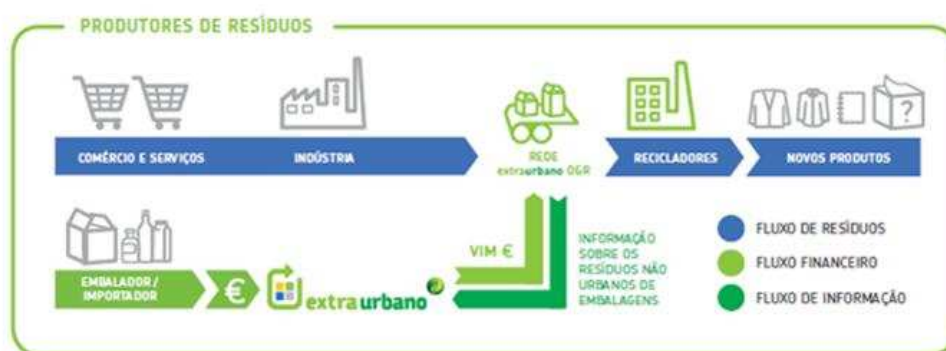 PRODUTORES DE RESÍDUOS
?
COMÉRCIO E SERVIÇOS
INDÚSTRIA
REDE
extraurbano OGR
RECICLADORES
NOVOS PRODUTOS
EMBALADOR/
IMPORTADOR
€
extraurbano
VIM €
INFORMAÇÃO
SOBRE OS
RESÍDUOS NÃO
URBANOS DE
EMBALAGENS
FLUXO DE RESÍDUOS
FLUXO FINANCEIRO
FLUXO DE INFORMAÇÃO